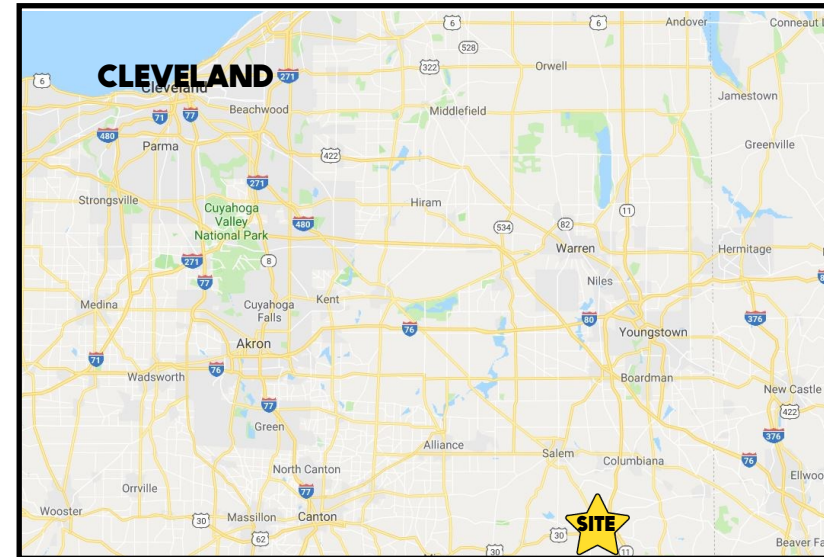 6
6
Andover
Conneaut L
528
322
Orwell
CLEVELAND
Cleveland
271
6
Jamestown
Beachwood
Middlefield
71
77
480
Parma
Greenville
422
271
Strongsville
Hiram
Cuyahoga
Valley
National Park
11
480
534
82
Warren
Hermitage
8
271
77
Niles
Medina
Cuyahoga
Falls
Kent
376
80
76
Youngstown
Akron
71
76
Wadsworth
Boardman
New Castle
77
422
Green
376
Alliance
Salem
Columbiana
76
North Canton
Ellwoo
Orrville
77
Wooster
30
Massillon
Canton
SITE
30
62
Beaver Fa
30
11